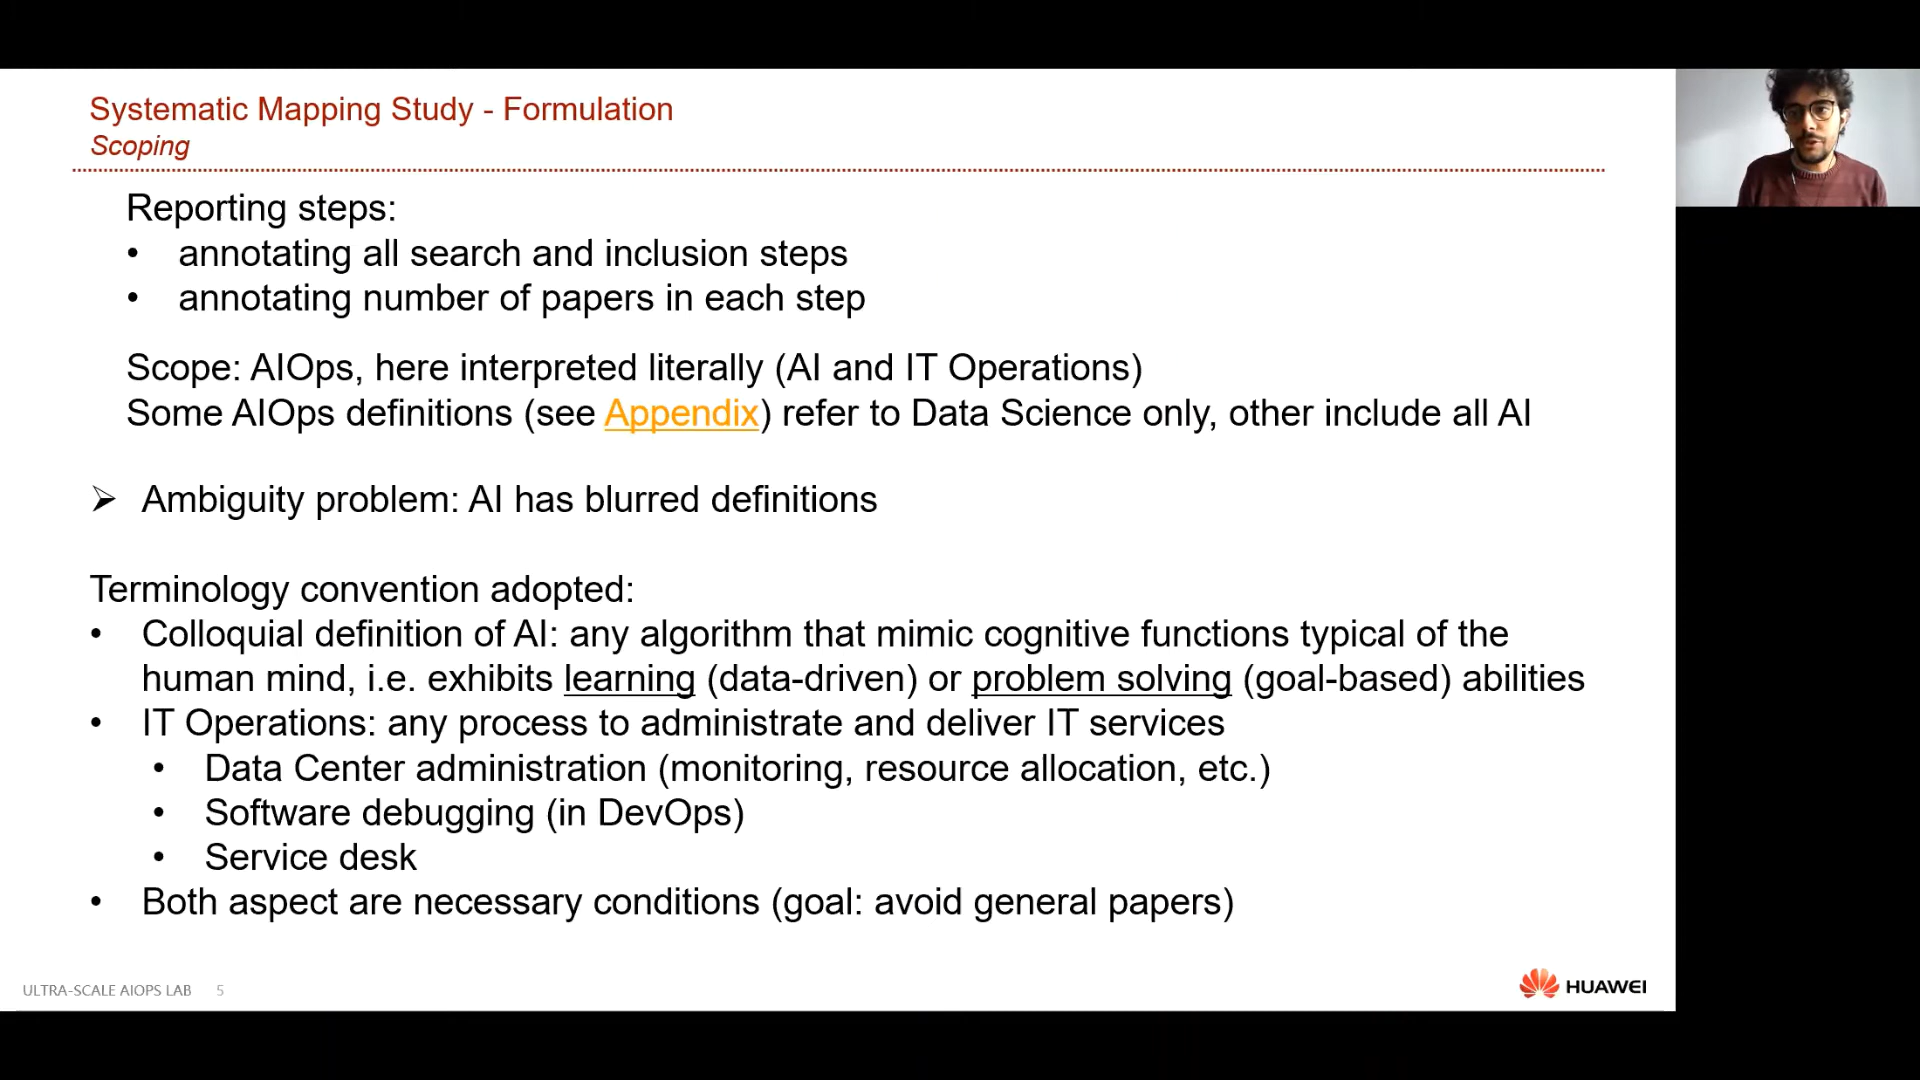 Systematic Mapping Study - Formulation
Scoping
Reporting steps:
• annotating all search and inclusion steps
• annotating number of papers in each step
Scope: AIOps, here interpreted literally (AI and IT Operations)
Some AIOps definitions (see Appendix) refer to Data Science only, other include all AI
➢ Ambiguity problem: AI has blurred definitions
Terminology convention adopted:
• Colloquial definition of AI: any algorithm that mimic cognitive functions typical of the
human mind, i.e. exhibits learning (data-driven) or problem solving (goal-based) abilities
• IT Operations: any process to administrate and deliver IT services
• Data Center administration (monitoring, resource allocation, etc.)
• Software debugging (in DevOps)
• Service desk
• Both aspect are necessary conditions (goal: avoid general papers)
ULTRA-SCALE AIOPS LAB 5
HUAWEI